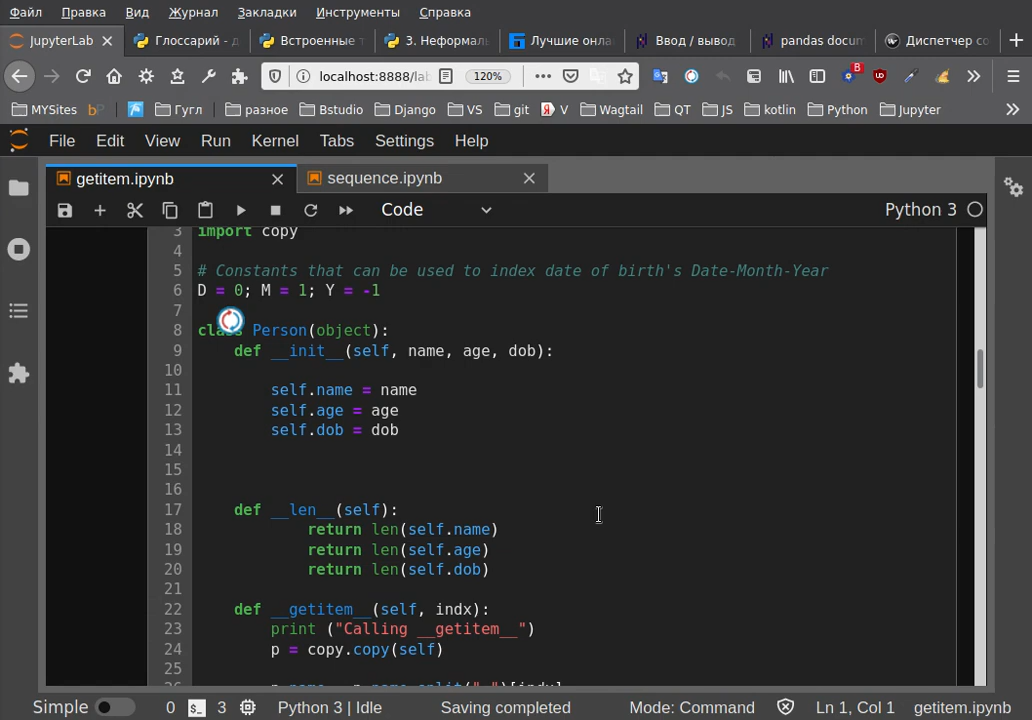 Файл Правка Вид Журнал Закладки Инструменты Справка
JupyterLab Глоссарий - д Встроенные т 3. Неформаль Лучшие онла Ввод / вывод pandas docum Диспетчер со
localhost:8888/lab 120%
MYSites bP Гугл разное Bstudio Django VS git Я V Wagtail QT JS kotlin Python Jupyter
File Edit View Run Kernel Tabs Settings Help
getitem.ipynb sequence.ipynb
Code Python 3
3 import copy
4
5 # Constants that can be used to index date of birth's Date-Month-Year
6 D = 0; M = 1; Y = -1
7
8 class Person(object):
9 def __init__(self, name, age, dob):
10
11 self.name = name
12 self.age = age
13 self.dob = dob
14
15
16
17 def __len__(self):
18 return len(self.name)
19 return len(self.age)
20 return len(self.dob)
21
22 def __getitem__(self, indx):
23 print ("Calling __getitem__")
24 p = copy.copy(self)
25
26 p.name = p.name.split(" ")[indx]
Simple 0 3 Python 3 | Idle Saving completed Mode: Command Ln 1, Col 1 getitem.ipynb